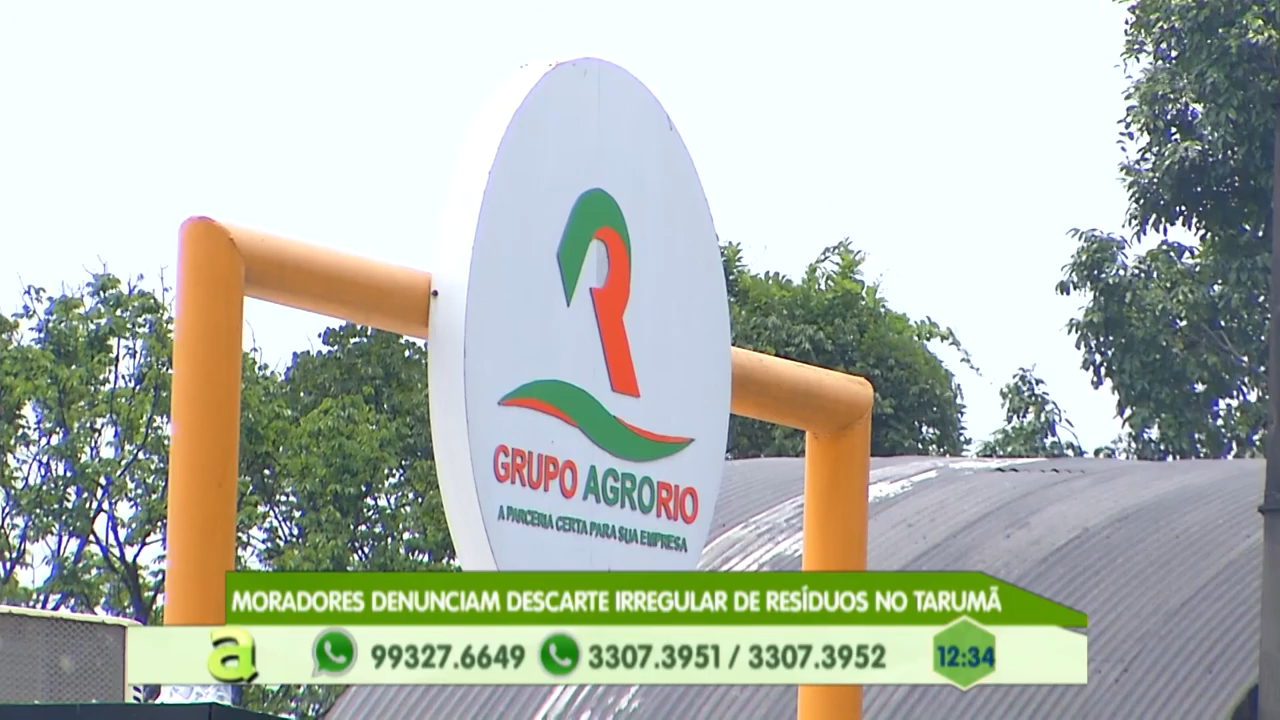 R
GRUPO AGRORIO
A PARCERIA CERTA PARA SUA EMPRESA
MORADORES DENUNCIAM DESCARTE IRREGULAR DE RESÍDUOS NO TARUMÃ
a 99327.6649 3307.3951 / 3307.3952 12:34